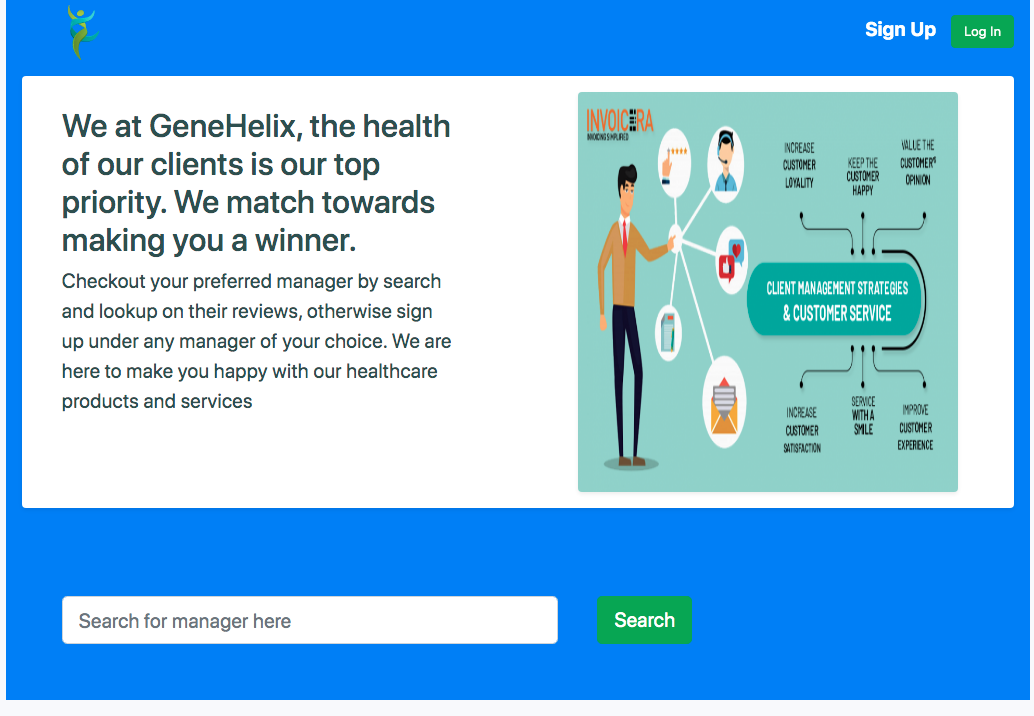 Sign Up
Log In
We at GeneHelix, the health
of our clients is our top
priority. We match towards
making you a winner.
Checkout your preferred manager by search
and lookup on their reviews, otherwise sign
up under any manager of your choice. We are
here to make you happy with our healthcare
products and services
INVOICERA
INVOICING SIMPLIFIED
INCREASE
CUSTOMER
LOYALITY
KEEP THE
CUSTOMER
HAPPY
VALUE THE
CUSTOMER'S
OPINION
CLIENT MANAGEMENT STRATEGIES
& CUSTOMER SERVICE
INCREASE
CUSTOMER
SATISFACTION
SERVICE
WITH A
SMILE
IMPROVE
CUSTOMER
EXPERIENCE
Search for manager here
Search